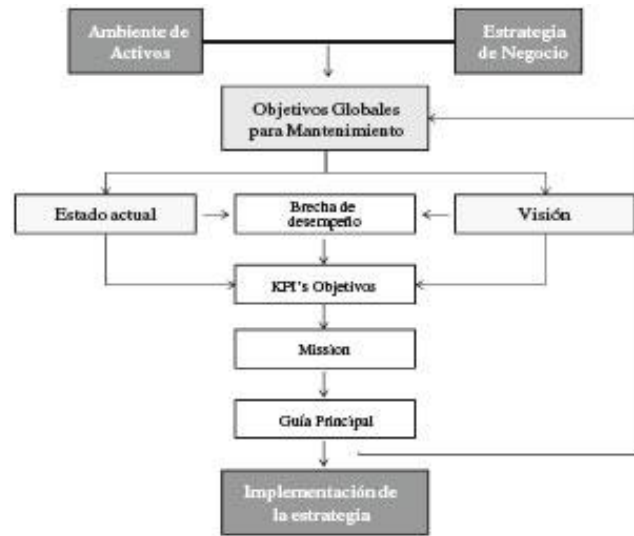 Ambiente de
Activos
Estrategia
de Negocio
Objetivos Globales
para Mantenimiento
Estado actual
Brecha de
desempeño
Visión
KPI's Objetivos
Mission
Guía Principal
Implementación de
la estrategia